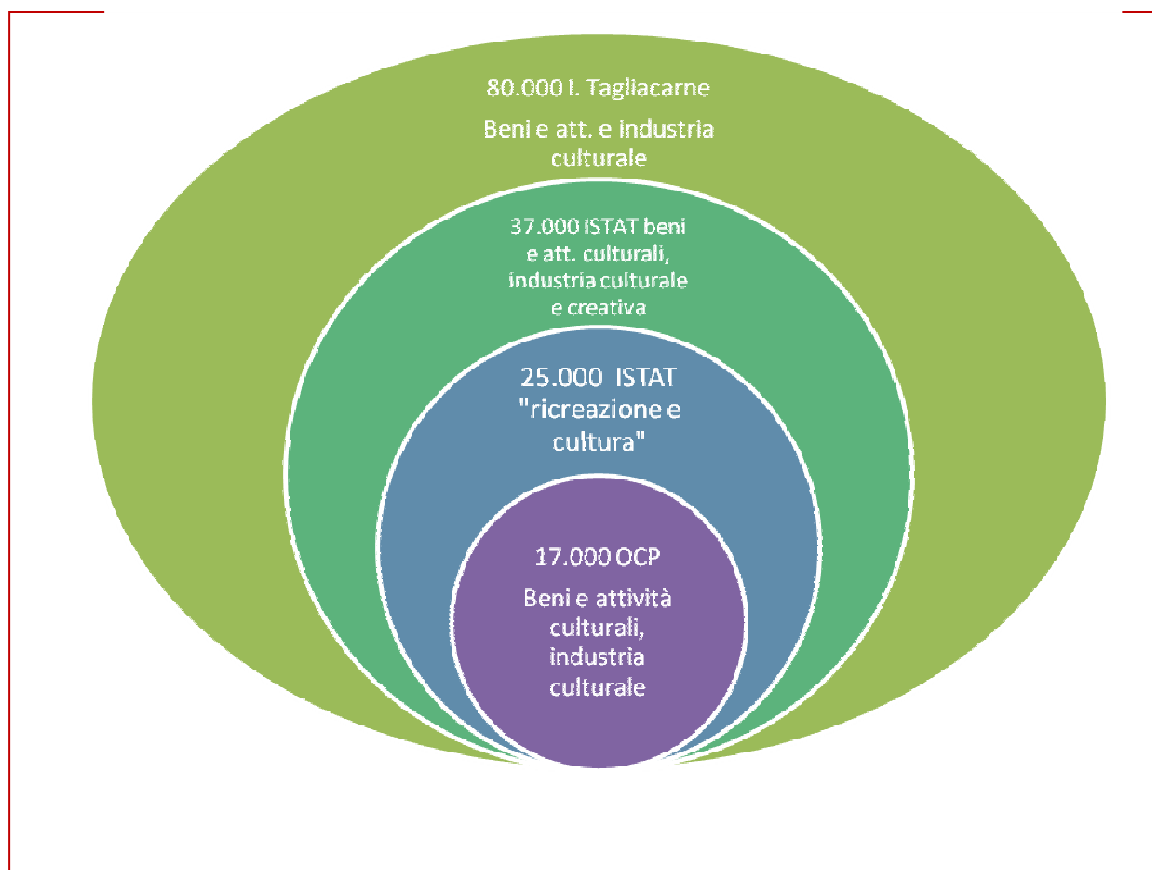 80.000 I. Tagliacarne
Beni e att. e industria
culturale
37.000 ISTAT beni
e att. culturali,
industria culturale
e creativa
25.000 ISTAT
"ricreazione e
cultura"
17.000 OCP
Beni e attività
culturali,
industria
culturale